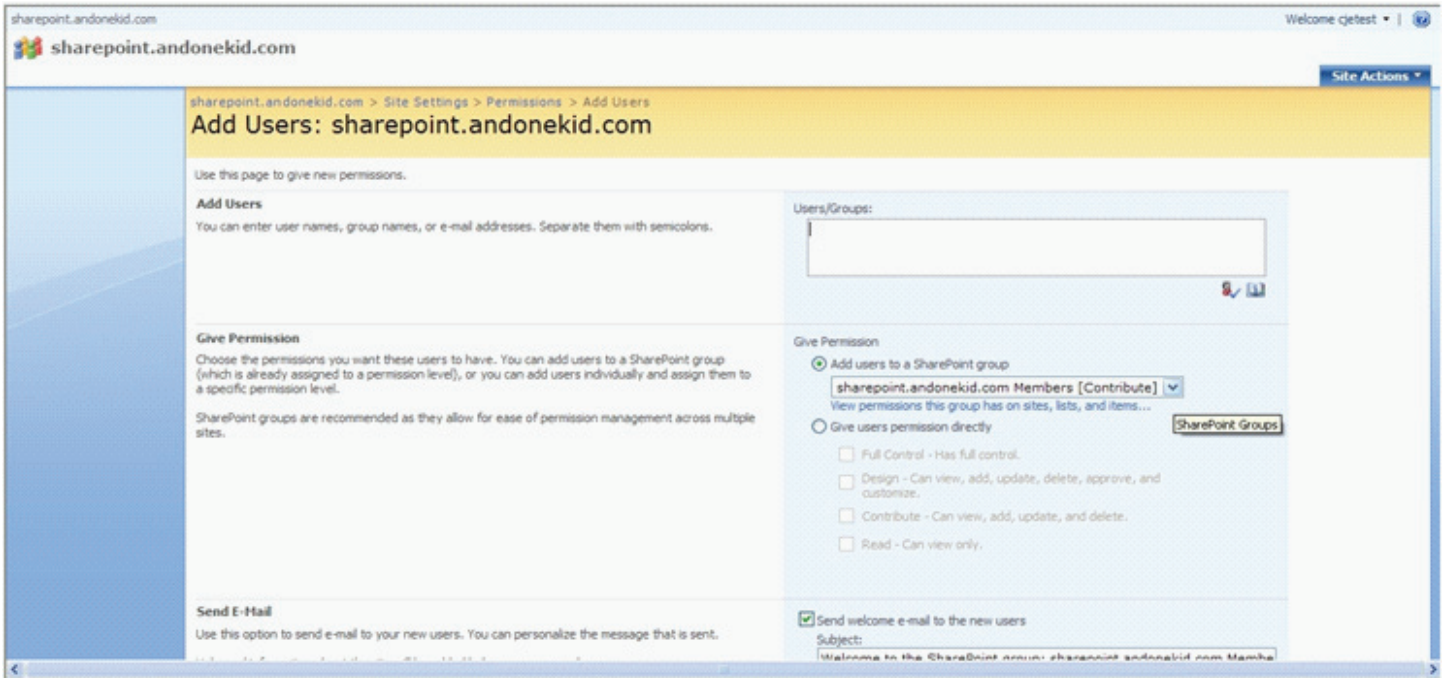 sharepoint.andonekid.com
Welcome cjetest
sharepoint.andonekid.com
Site Actions
sharepoint.andonekid.com > Site Settings > Permissions > Add Users
Add Users: sharepoint.andonekid.com
Use this page to give new permissions.
Add Users
You can enter user names, group names, or e-mail addresses. Separate them with semicolons.
Users/Groups:
Give Permission
Choose the permissions you want these users to have. You can add users to a SharePoint group
(which is already assigned to a permission level), or you can add users individually and assign them to
a specific permission level.
SharePoint groups are recommended as they allow for ease of permission management across multiple
sites.
Give Permission
Add users to a SharePoint group
sharepoint.andonekid.com Members [Contribute]
View permissions this group has on sites, lists, and items...
SharePoint Groups
Give users permission directly
Full Control - Has full control.
Design - Can view, add, update, delete, approve, and
customize.
Contribute - Can view, add, update, and delete.
Read - Can view only.
Send E-Mail
Use this option to send e-mail to your new users. You can personalize the message that is sent.
Send welcome e-mail to the new users
Subject:
Welcome to the SharePoint group: sharepoint.andonekid.com Membe